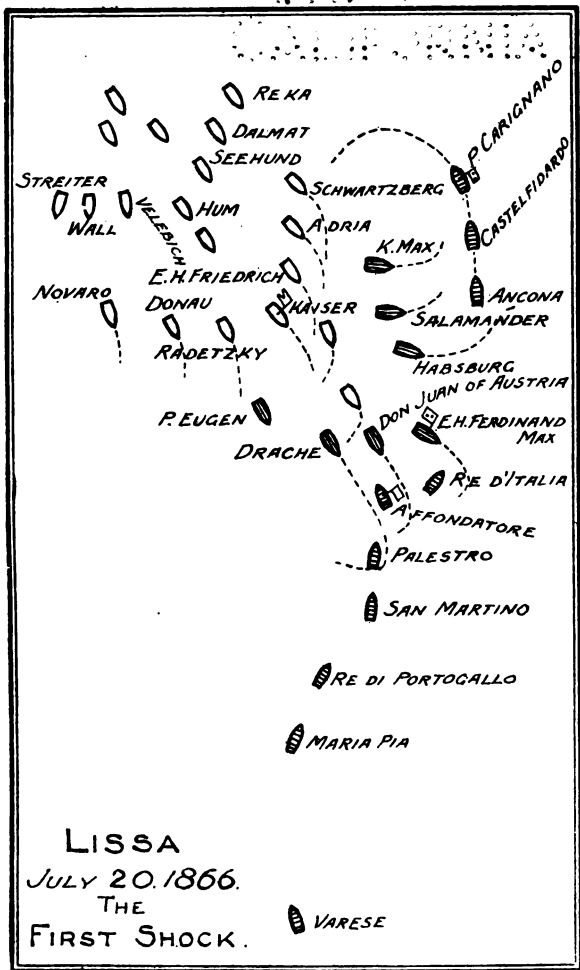 REKA
DALMAT
SEEHUND
P. CARIGNANO
STREITER
SCHWARTZBERG
CASTELFIDARDO
WALL
VELEBICH
HUM
ADRIA
K. MAX
E.H. FRIEDRICH
NOVARO
DONAU
KAISER
ANCONA
SALAMANDER
RADETZKY
HABSBURG
DON JUAN OF AUSTRIA
P. EUGEN
E.H. FERDINAND
MAX
DRACHE
RE D'ITALIA
AFFONDATORE
PALESTRO
SAN MARTINO
RE DI PORTOGALLO
MARIA PIA
LISSA
JULY 20. 1866.
THE
FIRST SHOCK.
VARESE